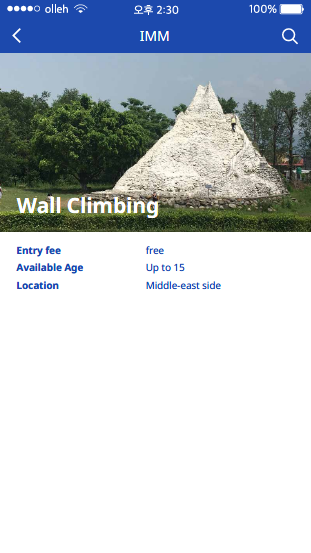 olleh 오후 2:30 100%
IMM
Wall Climbing
Entry fee free
Available Age Up to 15
Location Middle-east side